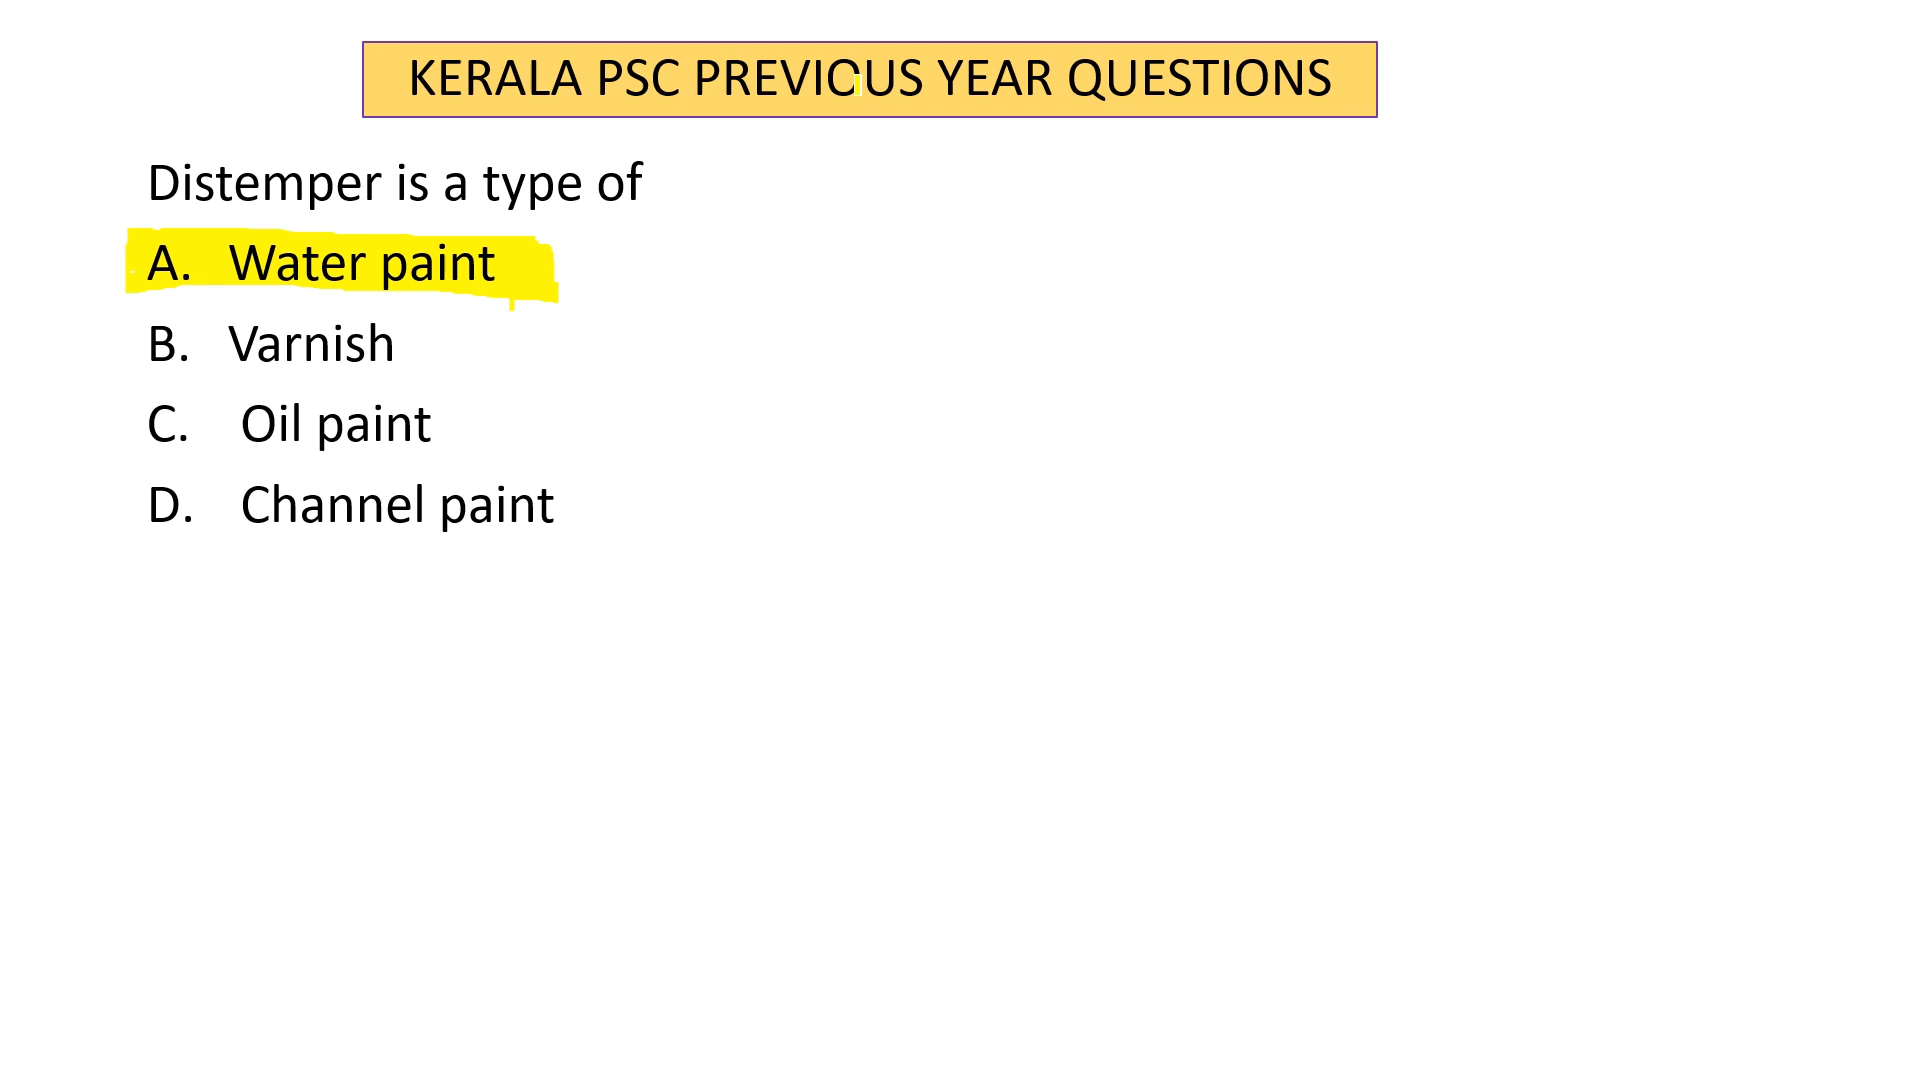 KERALA PSC PREVIOUS YEAR QUESTIONS
Distemper is a type of
A. Water paint
B. Varnish
C. Oil paint
D. Channel paint